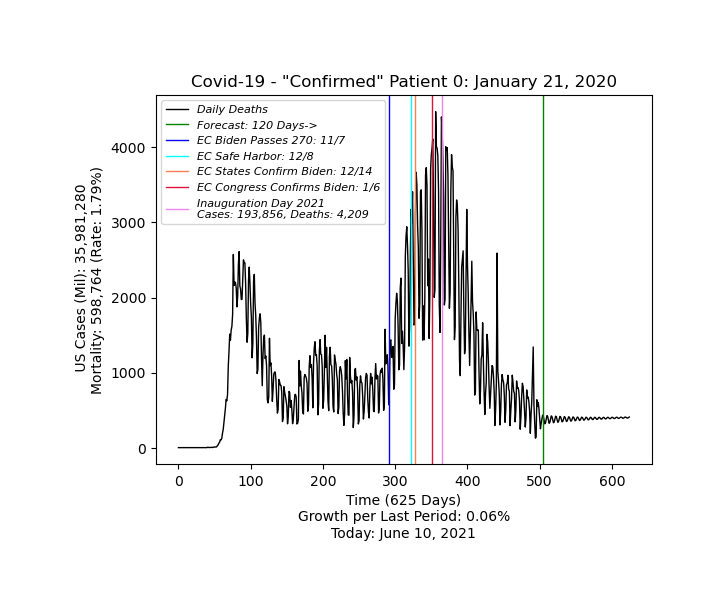 Covid-19 - "Confirmed" Patient 0: January 21, 2020
US Cases (Mil): 35,981,280
Mortality: 598,764 (Rate: 1.79%)
4000
3000
2000
1000
0
Daily Deaths
Forecast: 120 Days->
EC Biden Passes 270: 11/7
EC Safe Harbor: 12/8
EC States Confirm Biden: 12/14
EC Congress Confirms Biden: 1/6
Inauguration Day 2021
Cases: 193,856, Deaths: 4,209
0 100 200 300 400 500 600
Time (625 Days)
Growth per Last Period: 0.06%
Today: June 10, 2021